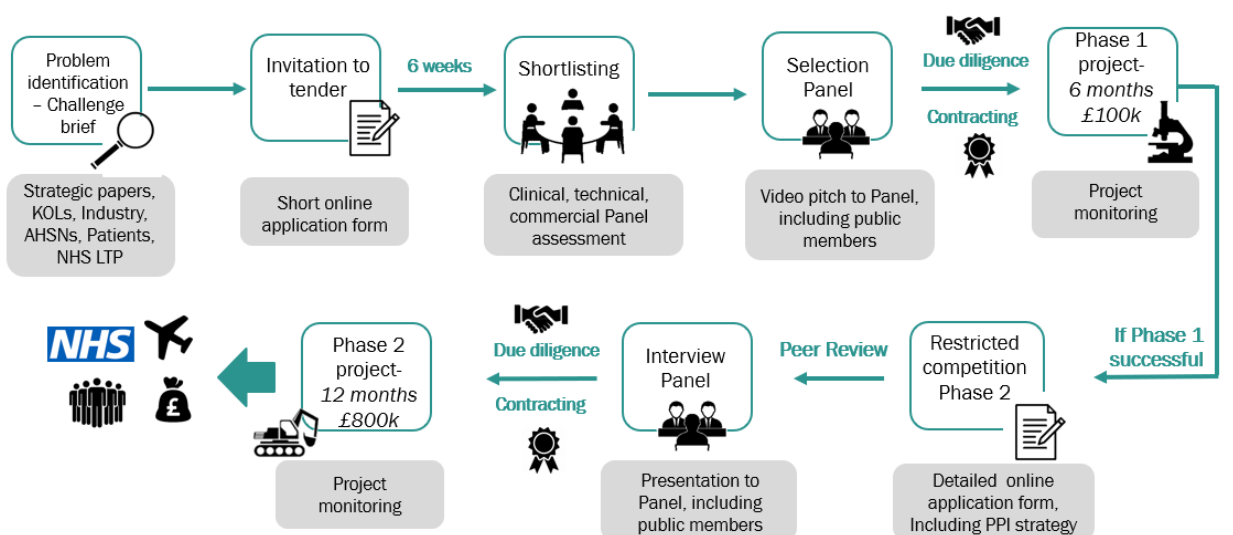 Problem
identification
– Challenge
brief
Strategic papers,
KOLs, Industry,
AHSNs, Patients,
NHS LTP
Invitation to
tender
Short online
application form
6 weeks
Shortlisting
Clinical, technical,
commercial Panel
assessment
Selection
Panel
Video pitch to Panel,
including public
members
Due diligence
Contracting
Phase 1
project-
6 months
£100k
Project
monitoring
If Phase 1
successful
Restricted
competition
Phase 2
Detailed online
application form,
Including PPI strategy
Peer Review
Interview
Panel
Presentation to
Panel, including
public members
Due diligence
Contracting
Phase 2
project-
12 months
£800k
Project
monitoring
NHS
£